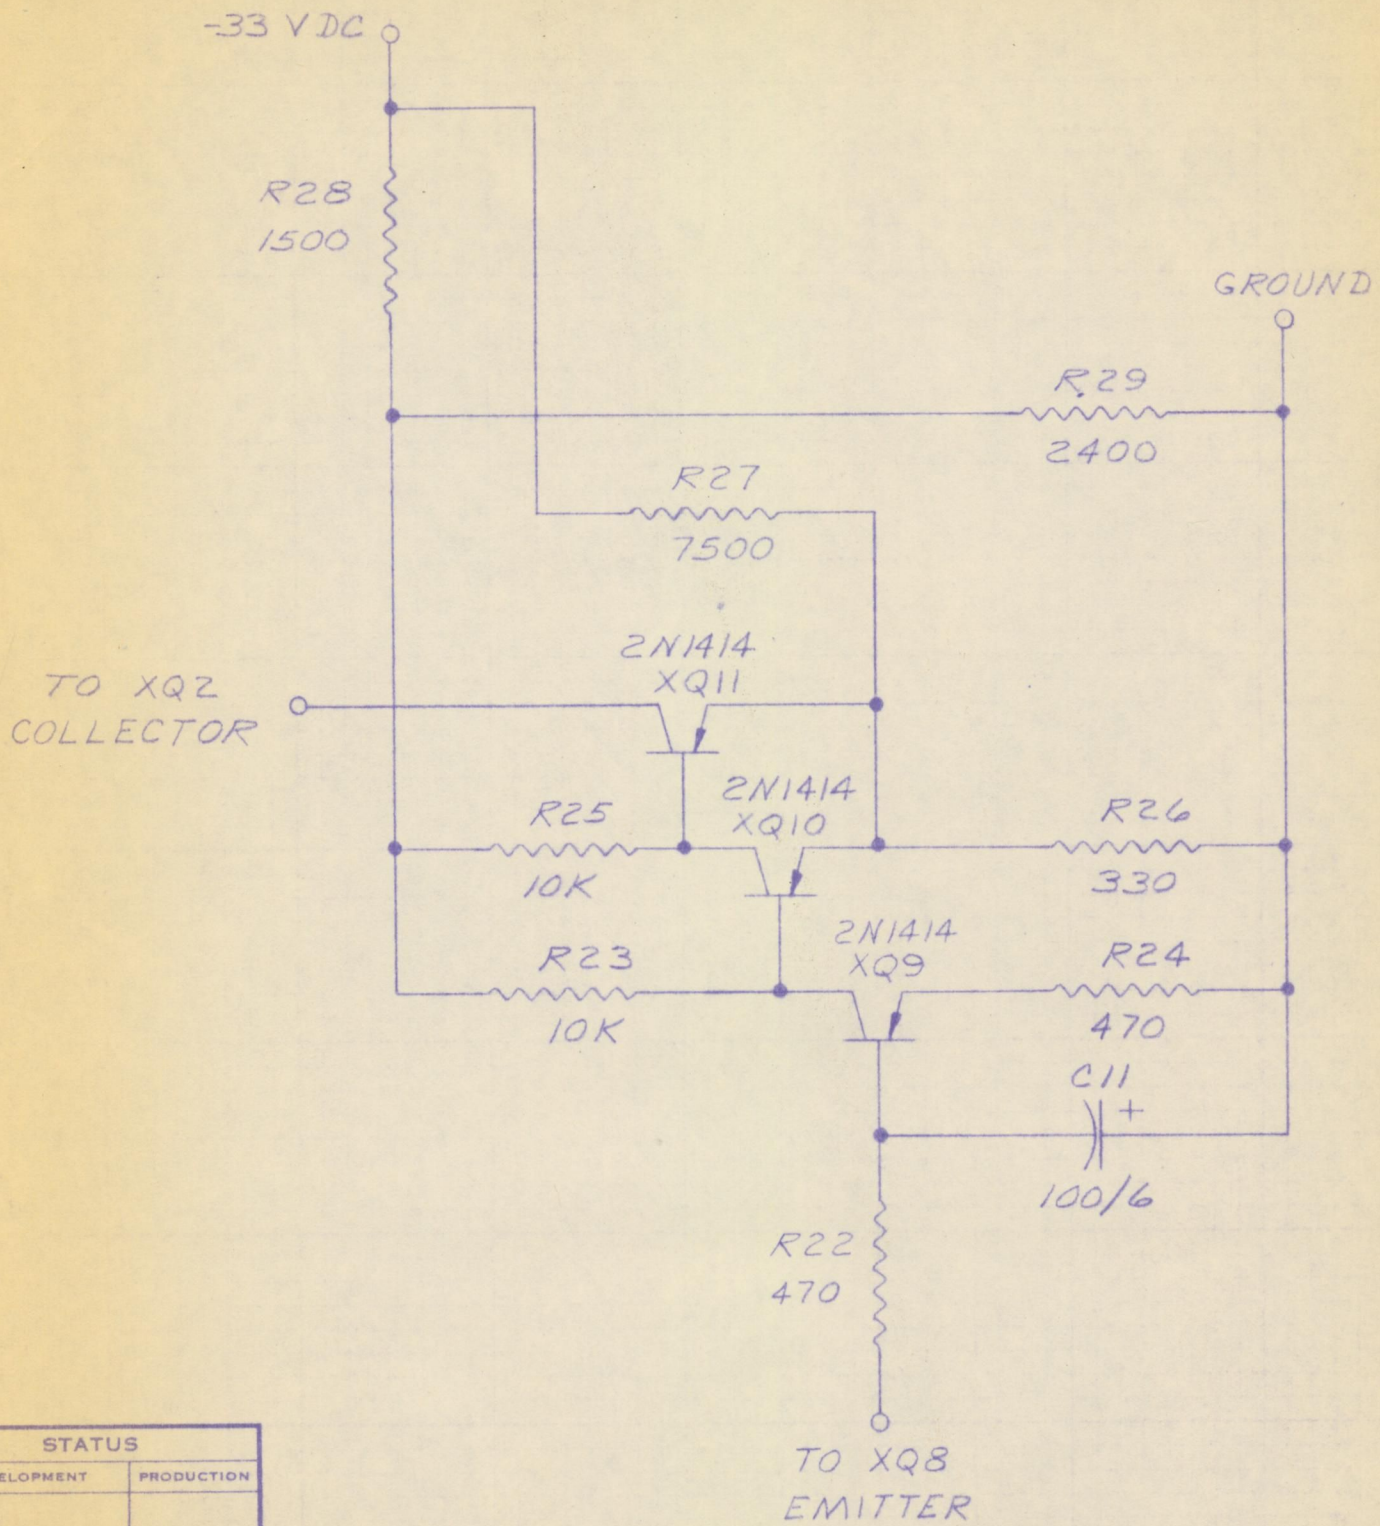 -33 VDC
R28
1500
GROUND
R29
2400
R27
7500
2N1414
XQ11
TO XQ2
COLLECTOR
2N1414
XQ10
R25
10K
R26
330
2N1414
XQ9
R23
10K
R24
470
C11
+
100/6
R22
470
TO XQ8
EMITTER
STATUS
ELOPMENT PRODUCTION